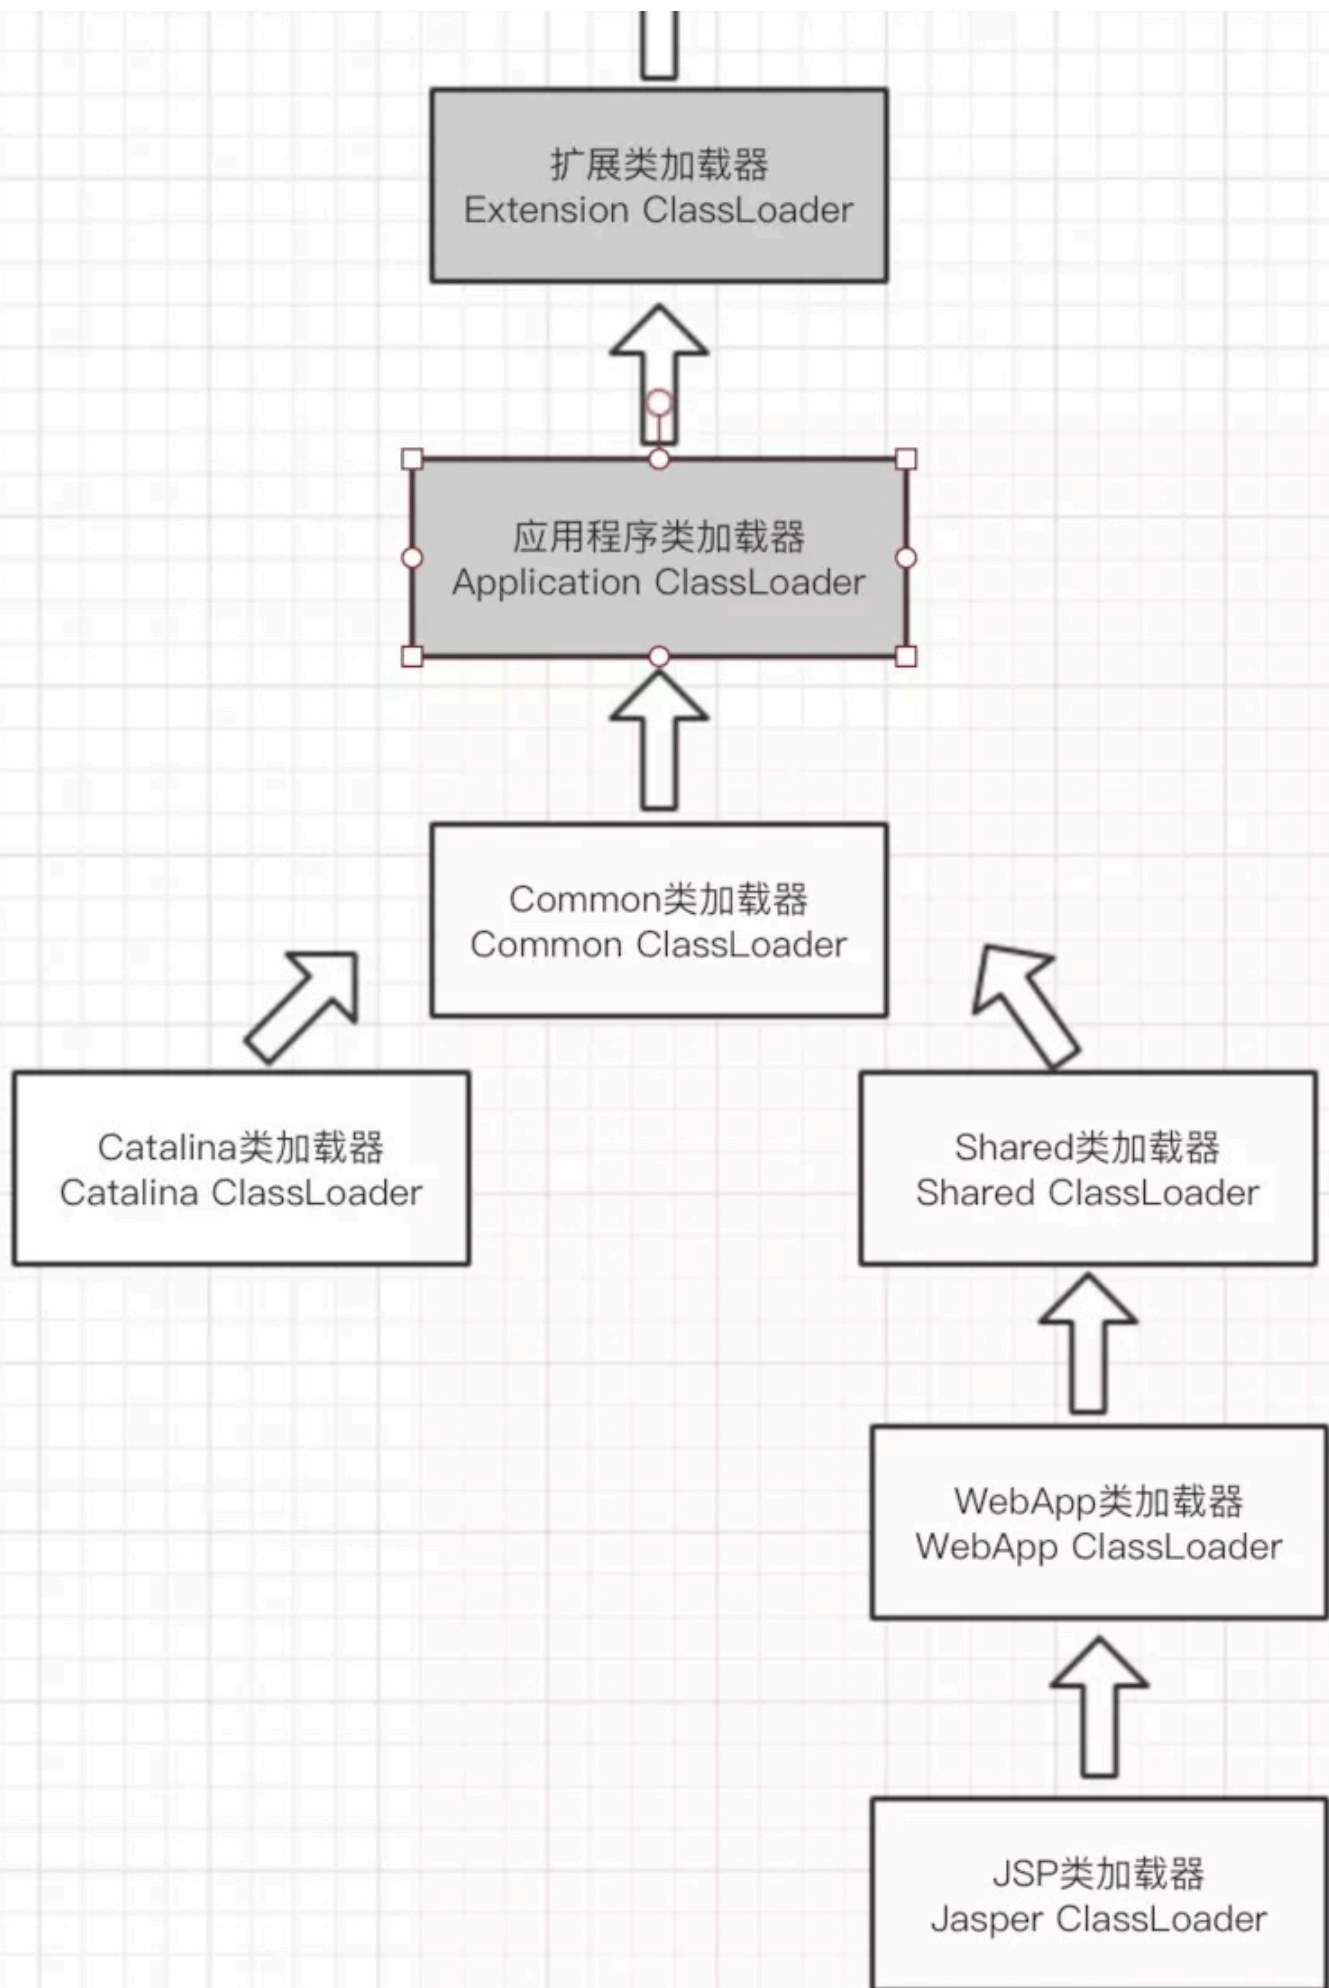 扩展类加载器
Extension ClassLoader
应用程序类加载器
Application ClassLoader
Common类加载器
Common ClassLoader
Catalina类加载器
Catalina ClassLoader
Shared类加载器
Shared ClassLoader
WebApp类加载器
WebApp ClassLoader
JSP类加载器
Jasper ClassLoader